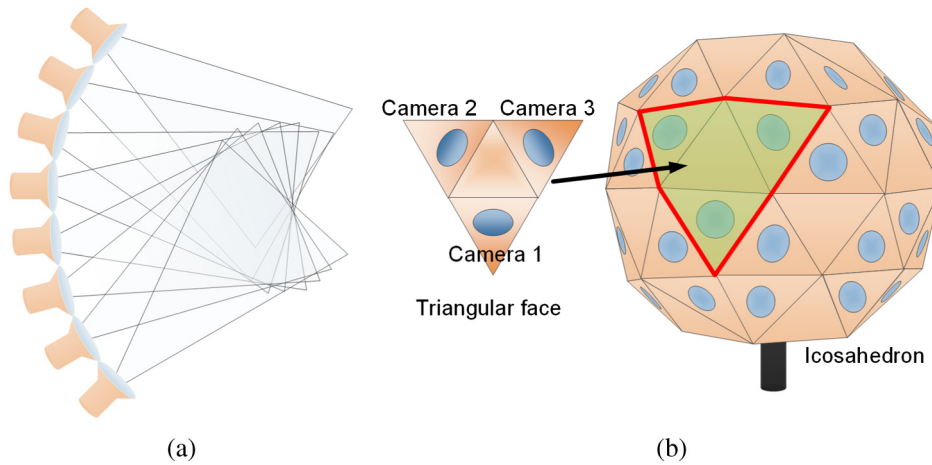 Camera 2 Camera 3
Camera 1
Triangular face
Icosahedron
(a) (b)